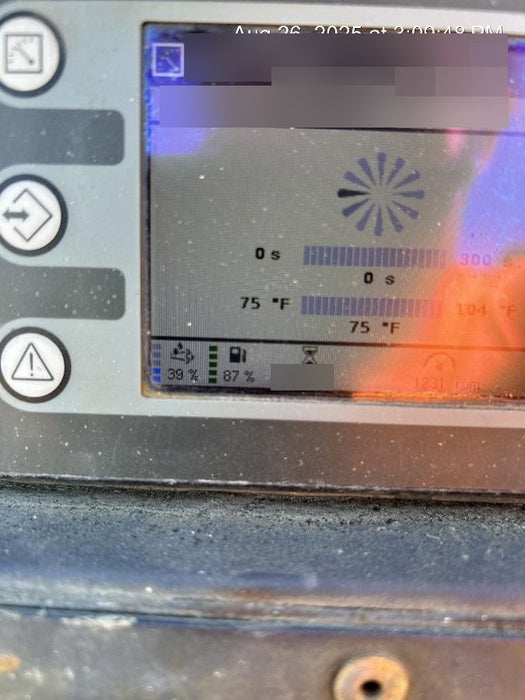 Aug 26, 2025 at 3:09:48 PM
0 s 300 s
0 s
75 °F 104 °F
75 °F
39 % 87 % 1231 rpm